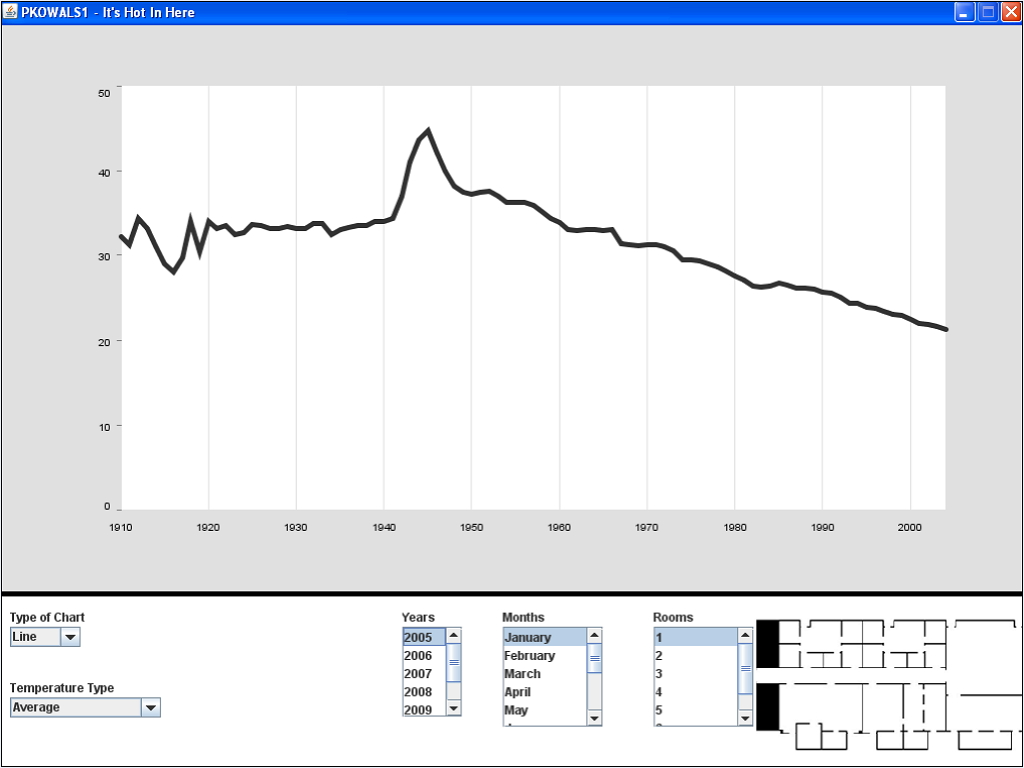 PKOWALS1 - It's Hot In Here
50
40
30
20
10
0
1910 1920 1930 1940 1950 1960 1970 1980 1990 2000
Type of Chart
Line
Temperature Type
Average
Years
2005
2006
2007
2008
2009
Months
January
February
March
April
May
Rooms
1
2
3
4
5